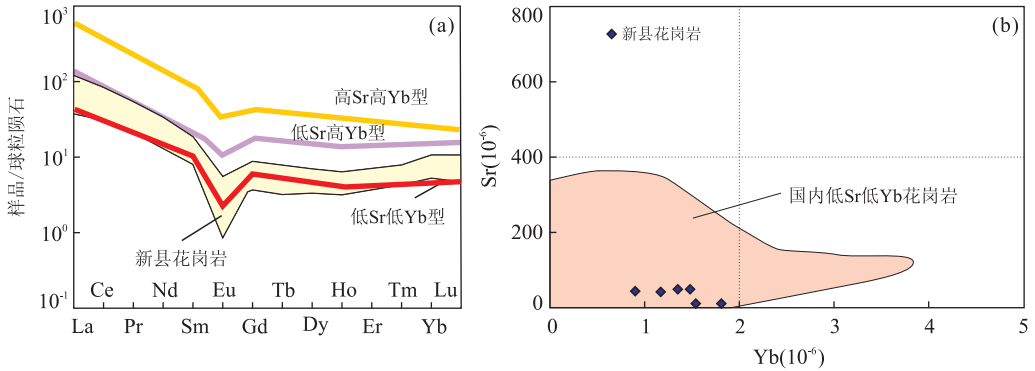 10³
(a)
10²
10¹
10⁰
10⁻¹
样品/球粒陨石
高Sr高Yb型
低Sr高Yb型
低Sr低Yb型
新县花岗岩
Ce Nd Eu Tb Ho Tm Lu
La Pr Sm Gd Dy Er Yb
800
(b)
新县花岗岩
600
400
200
0
Sr(10⁻⁶)
国内低Sr低Yb花岗岩
0 1 2 3 4 5
Yb(10⁻⁶)